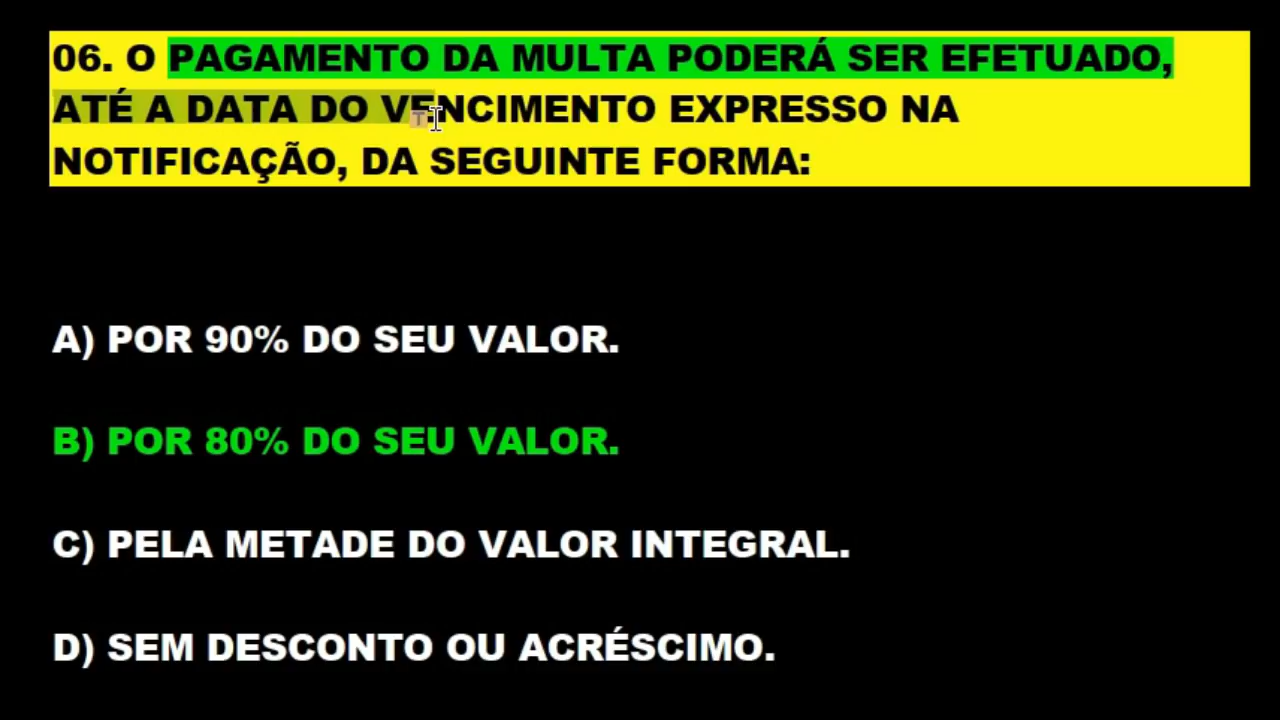 06. O PAGAMENTO DA MULTA PODERÁ SER EFETUADO,
ATÉ A DATA DO VENCIMENTO EXPRESSO NA
NOTIFICAÇÃO, DA SEGUINTE FORMA:
A) POR 90% DO SEU VALOR.
B) POR 80% DO SEU VALOR.
C) PELA METADE DO VALOR INTEGRAL.
D) SEM DESCONTO OU ACRÉSCIMO.